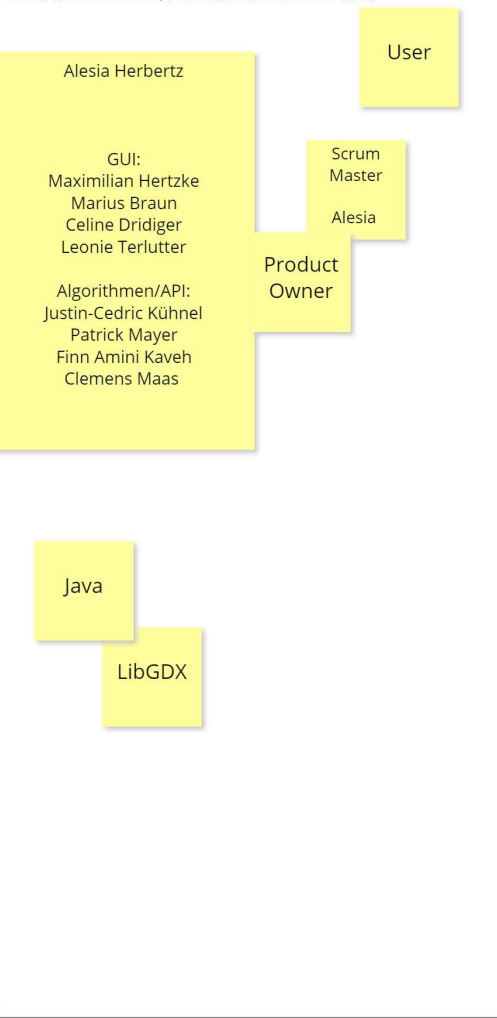 User
Alesia Herbertz
GUI:
Maximilian Hertzke
Marius Braun
Celine Dridiger
Leonie Terlutter
Algorithmen/API:
Justin-Cedric Kühnel
Patrick Mayer
Finn Amini Kaveh
Clemens Maas
Scrum
Master
Alesia
Product
Owner
Java
LibGDX